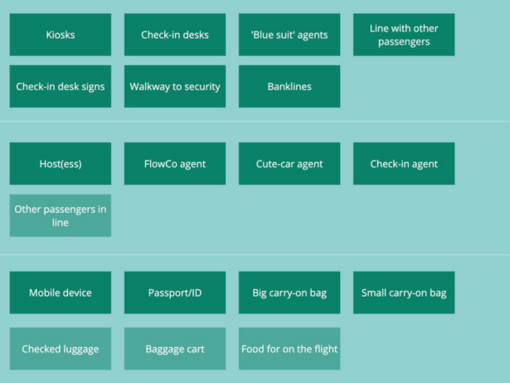 Kiosks
Check-in desks
'Blue suit' agents
Line with other
passengers
Check-in desk signs
Walkway to security
Banklines
Host(ess)
FlowCo agent
Cute-car agent
Check-in agent
Other passengers in
line
Mobile device
Passport/ID
Big carry-on bag
Small carry-on bag
Checked luggage
Baggage cart
Food for on the flight